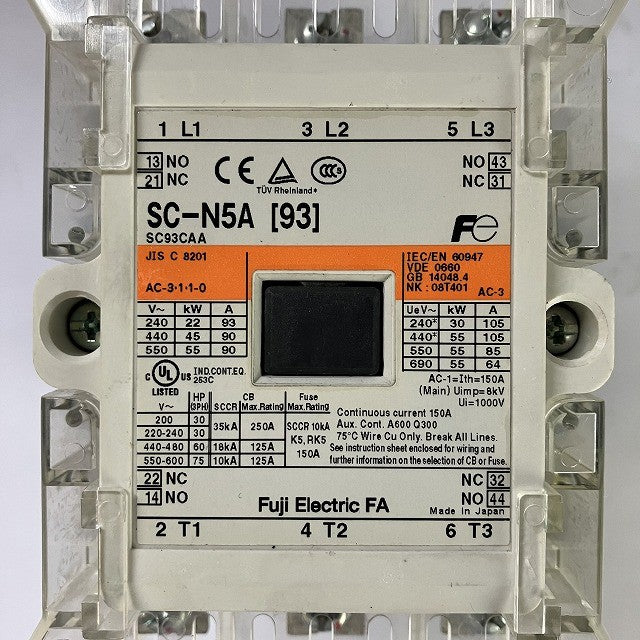 1 L1 3 L2 5 L3
13 NO NO 43
21 NC NC 31
CE TÜV Rheinland CCC S
SC-N5A [93]
SC93CAA
Fe
JIS C 8201
AC-3·1·1-0
IEC/EN 60947
VDE 0660
GB 14048.4
NK : 08T401 AC-3
V~ kW A
240 22 93
440 45 90
550 55 90
Ue V~ kW A
240* 30 105
440* 55 105
550 55 85
690 55 64
AC-1=Ith=150A
(Main) Uimp=8kV
Ui=1000V
C UL US LISTED
IND.CONT.EQ.
253C
V~ HP (3PH) SCCR CB Max.Rating Fuse Max.Rating
200 30 35kA 250A SCCR 10kA
220-240 30 K5, RK5
440-480 60 18kA 125A 150A
550-600 75 10kA 125A
Continuous current 150A
Aux. Cont. A600 Q300
75°C Wire Cu Only. Break All Lines.
See instruction sheet enclosed for wiring and
further information on the selection of CB or Fuse.
22 NC NC 32
14 NO NO 44
Fuji Electric FA
Made in Japan
2 T1 4 T2 6 T3